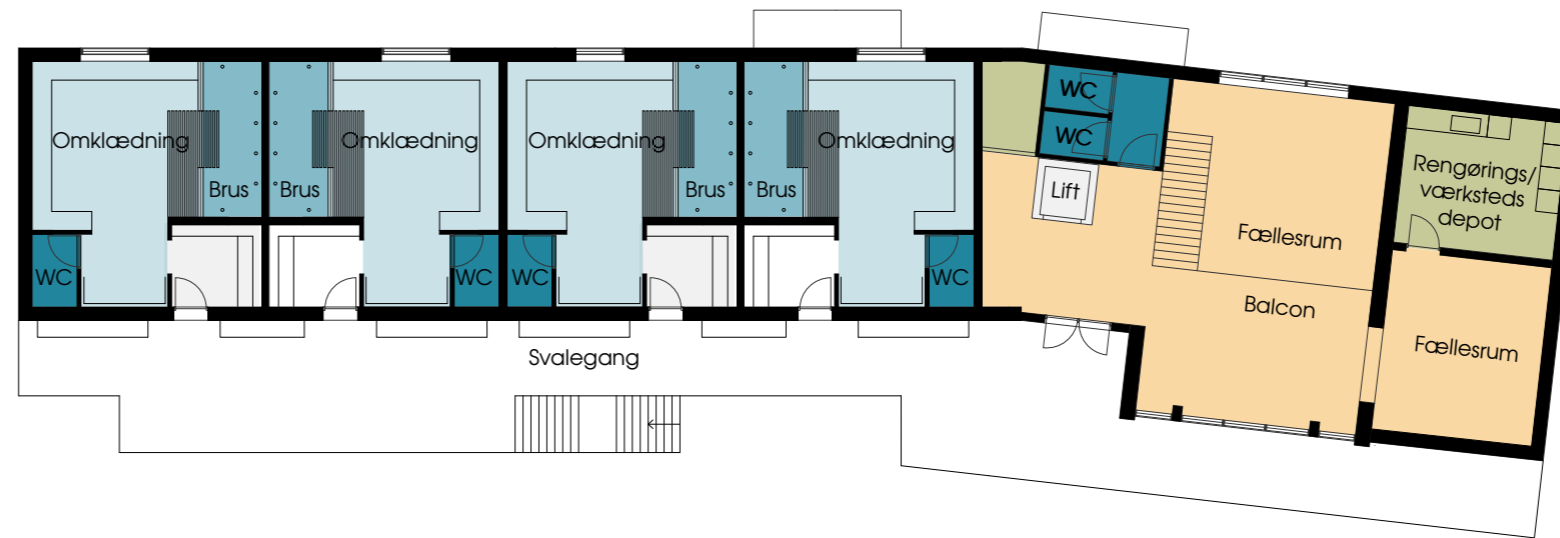 Omklædning
Brus
WC
Brus
Omklædning
WC
Omklædning
Brus
WC
Brus
Omklædning
WC
WC
WC
Lift
Fællesrum
Balcon
Rengørings/
værksteds
depot
Fællesrum
Svalegang